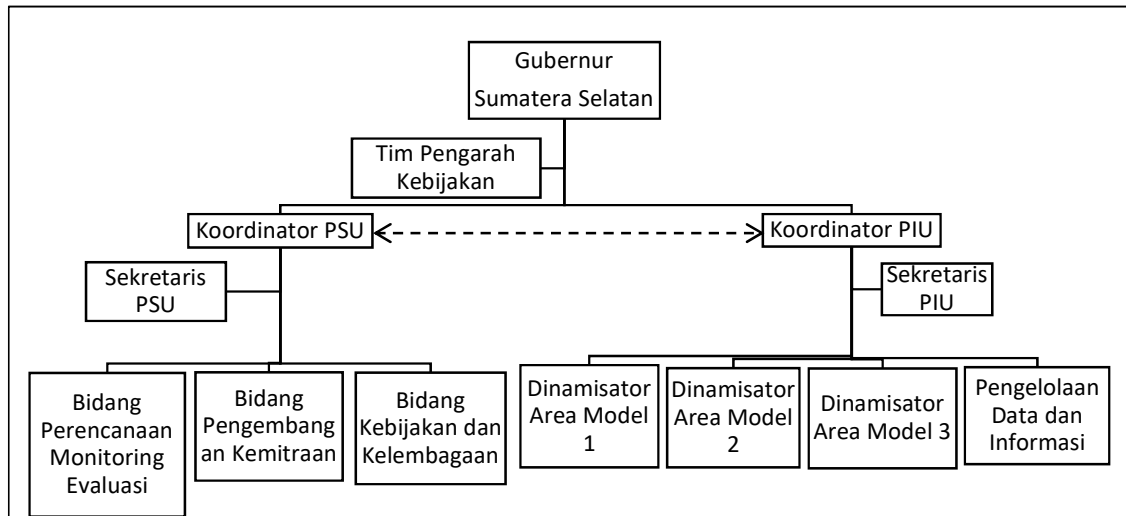 Gubernur
Sumatera Selatan
Tim Pengarah
Kebijakan
Koordinator PSU
Koordinator PIU
Sekretaris
PSU
Sekretaris
PIU
Bidang
Perencanaan
Monitoring
Evaluasi
Bidang
Pengembang
an Kemitraan
Bidang
Kebijakan dan
Kelembagaan
Dinamisator
Area Model
1
Dinamisator
Area Model
2
Dinamisator
Area Model 3
Pengelolaan
Data dan
Informasi